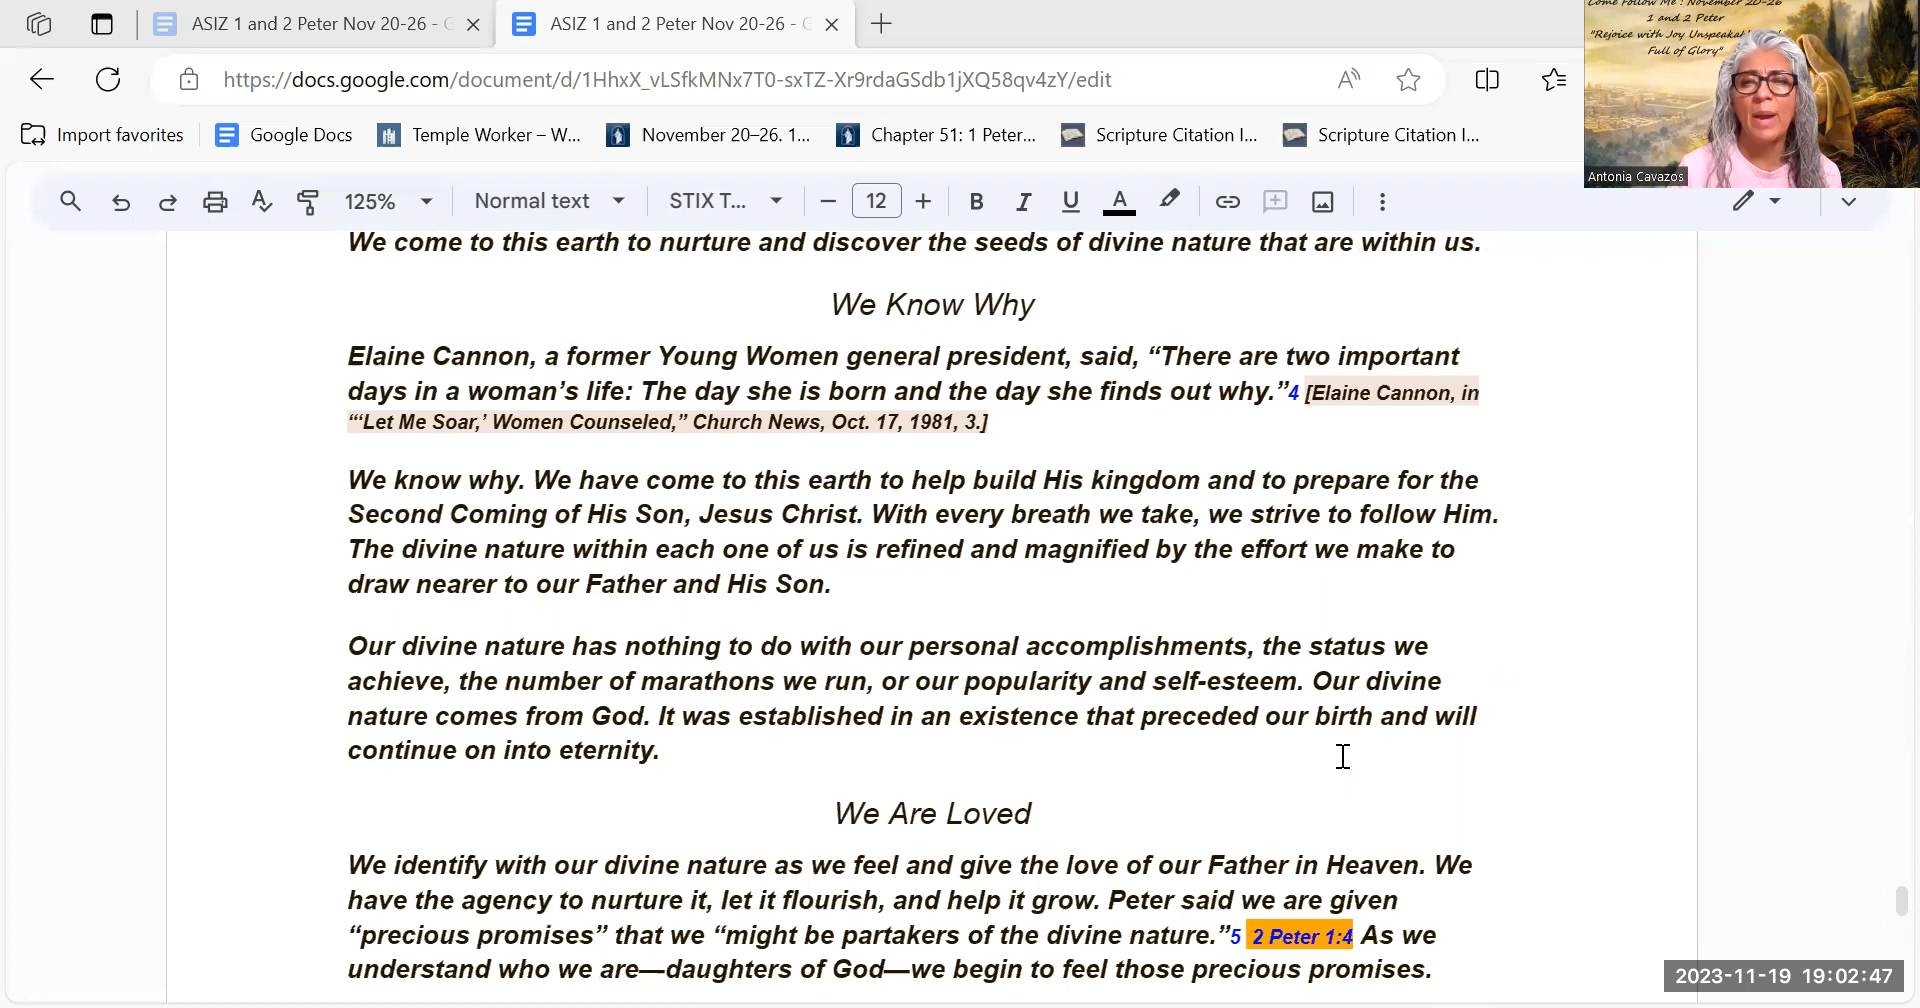 ASIZ 1 and 2 Peter Nov 20-26 - G
ASIZ 1 and 2 Peter Nov 20-26 - G
https://docs.google.com/document/d/1HhxX_vLSfkMNx7T0-sxTZ-Xr9rdaGSdb1jXQ58qv4zY/edit
Import favorites
Google Docs
Temple Worker – W...
November 20–26. 1...
Chapter 51: 1 Peter...
Scripture Citation I...
Scripture Citation I...
Come Follow Me : November 20-26
1 and 2 Peter
"Rejoice with Joy Unspeakable
Full of Glory"
Antonia Cavazos
125%
Normal text
STIX T...
12
B
I
U
A
We come to this earth to nurture and discover the seeds of divine nature that are within us.
We Know Why
Elaine Cannon, a former Young Women general president, said, “There are two important
days in a woman’s life: The day she is born and the day she finds out why.”4 [Elaine Cannon, in
“‘Let Me Soar,’ Women Counseled,” Church News, Oct. 17, 1981, 3.]
We know why. We have come to this earth to help build His kingdom and to prepare for the
Second Coming of His Son, Jesus Christ. With every breath we take, we strive to follow Him.
The divine nature within each one of us is refined and magnified by the effort we make to
draw nearer to our Father and His Son.
Our divine nature has nothing to do with our personal accomplishments, the status we
achieve, the number of marathons we run, or our popularity and self-esteem. Our divine
nature comes from God. It was established in an existence that preceded our birth and will
continue on into eternity.
We Are Loved
We identify with our divine nature as we feel and give the love of our Father in Heaven. We
have the agency to nurture it, let it flourish, and help it grow. Peter said we are given
“precious promises” that we “might be partakers of the divine nature.”5 2 Peter 1:4 As we
understand who we are—daughters of God—we begin to feel those precious promises.
2023-11-19 19:02:47